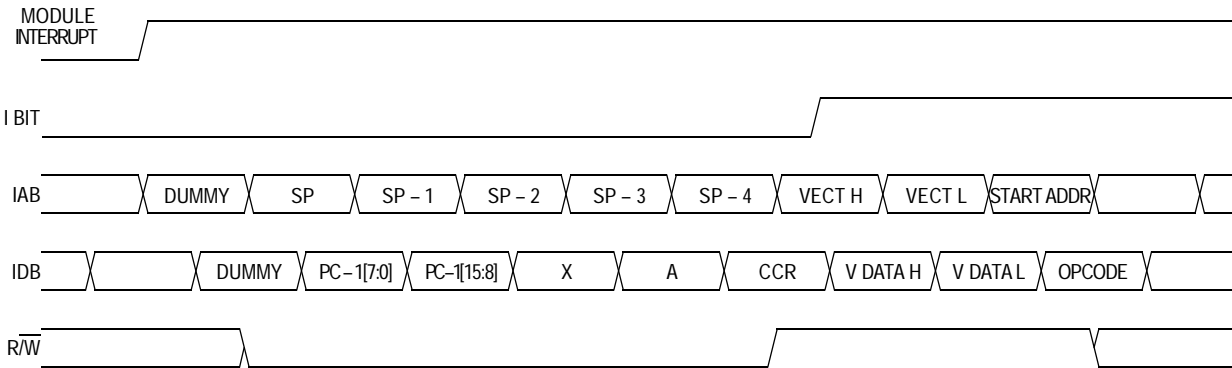 MODULE
INTERRUPT
I BIT
IAB DUMMY SP SP – 1 SP – 2 SP – 3 SP – 4 VECT H VECT L START ADDR
IDB DUMMY PC – 1[7:0] PC–1[15:8] X A CCR V DATA H V DATA L OPCODE
R/W